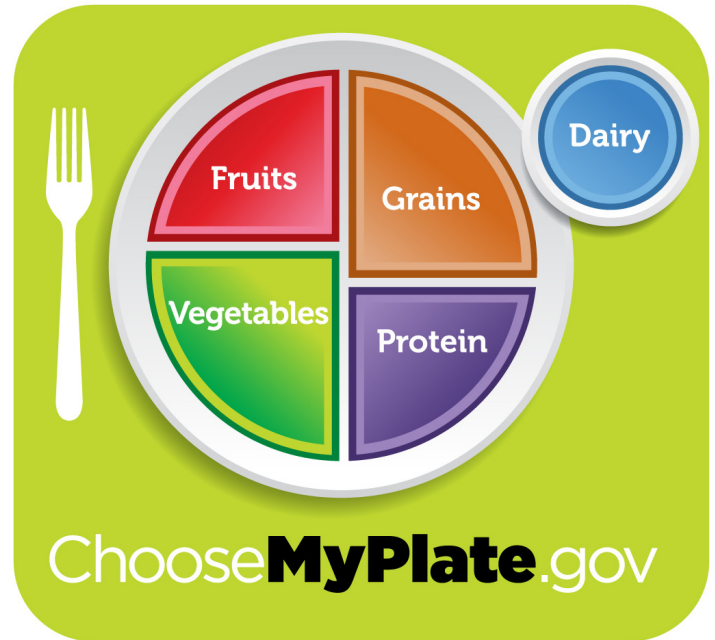 Dairy
Fruits
Grains
Vegetables
Protein
ChooseMyPlate.gov